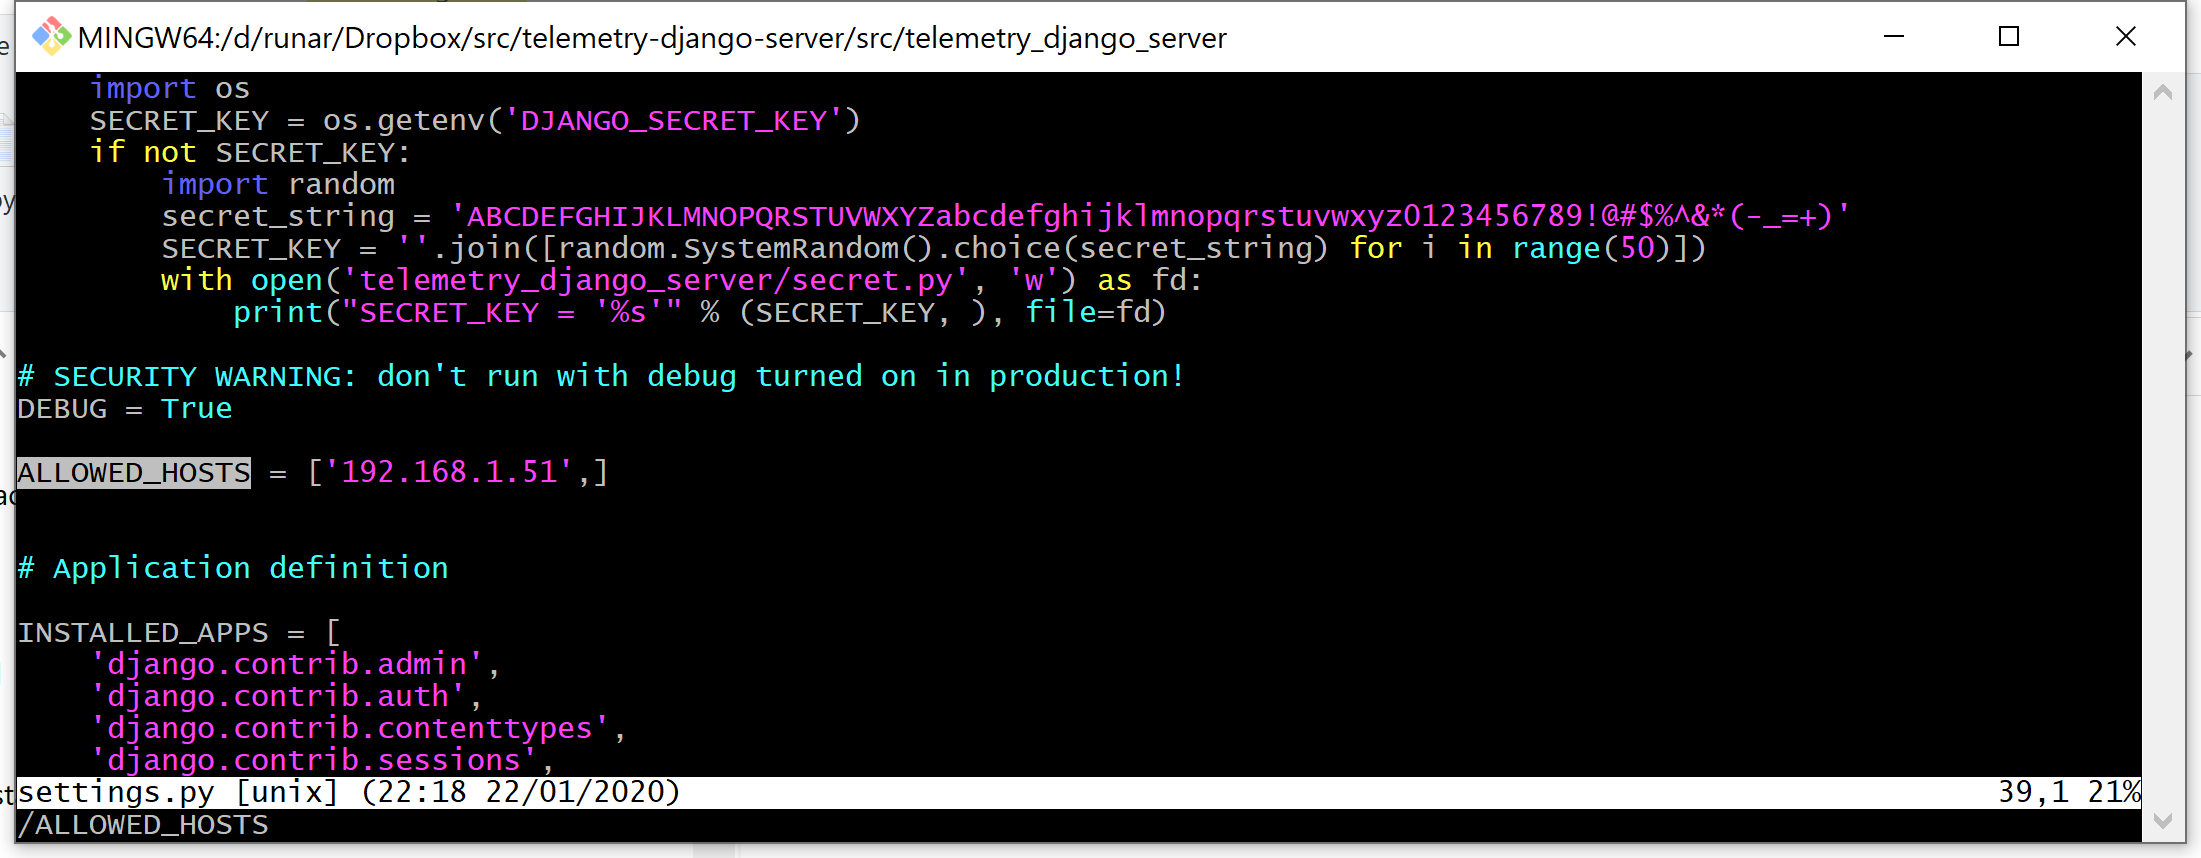 MINGW64:/d/runar/Dropbox/src/telemetry-django-server/src/telemetry_django_server
    import os
    SECRET_KEY = os.getenv('DJANGO_SECRET_KEY')
    if not SECRET_KEY:
        import random
        secret_string = 'ABCDEFGHIJKLMNOPQRSTUVWXYZabcdefghijklmnopqrstuvwxyz0123456789!@#$%^&*(-_=+)'
        SECRET_KEY = ''.join([random.SystemRandom().choice(secret_string) for i in range(50)])
        with open('telemetry_django_server/secret.py', 'w') as fd:
            print("SECRET_KEY = '%s'" % (SECRET_KEY, ), file=fd)
# SECURITY WARNING: don't run with debug turned on in production!
DEBUG = True
ALLOWED_HOSTS = ['192.168.1.51',]
# Application definition
INSTALLED_APPS = [
    'django.contrib.admin',
    'django.contrib.auth',
    'django.contrib.contenttypes',
    'django.contrib.sessions',
settings.py [unix] (22:18 22/01/2020) 39,1 21%
/ALLOWED_HOSTS